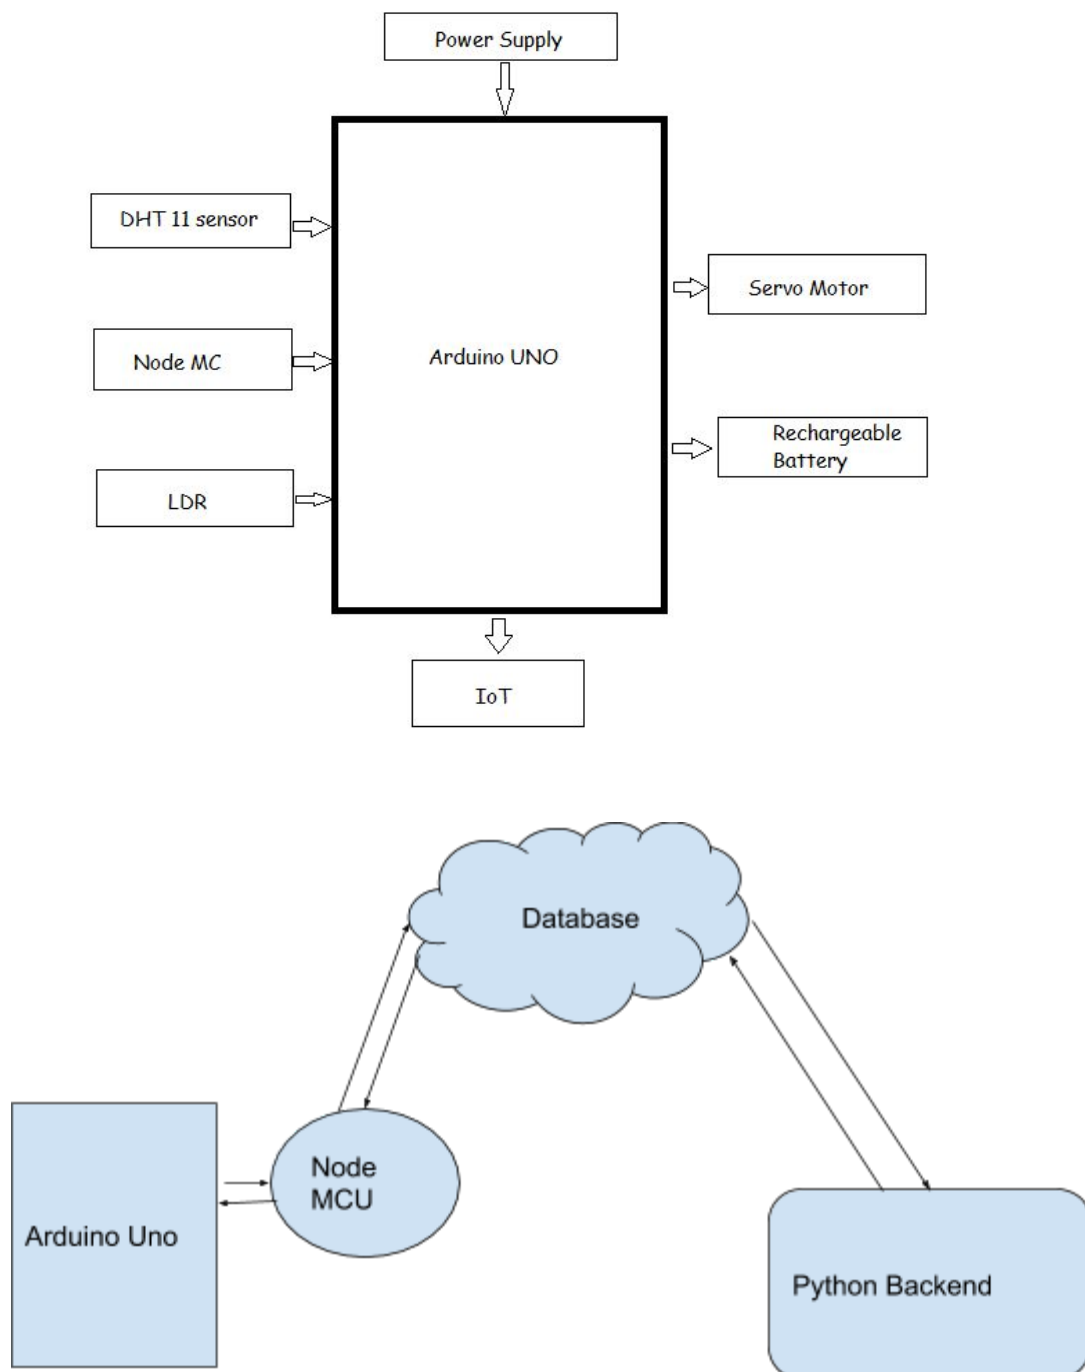 Power Supply
DHT 11 sensor
Servo Motor
Node MC
Arduino UNO
Rechargeable
Battery
LDR
IoT
Database
Node
MCU
Arduino Uno
Python Backend